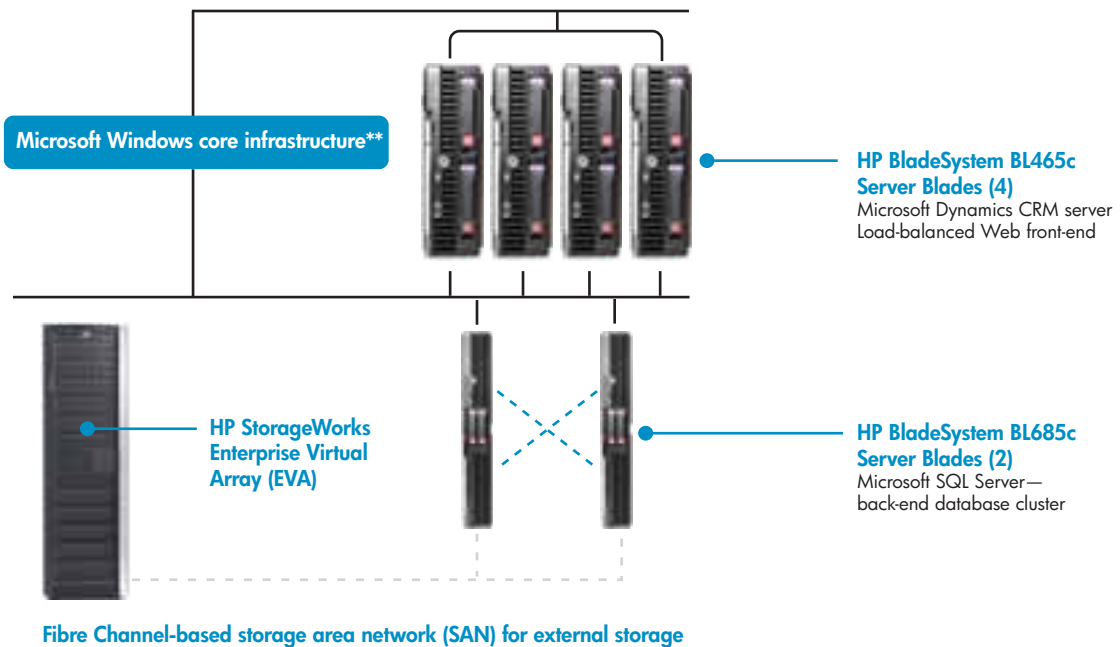 Microsoft Windows core infrastructure**
HP BladeSystem BL465c
Server Blades (4)
Microsoft Dynamics CRM server
Load-balanced Web front-end
HP StorageWorks
Enterprise Virtual
Array (EVA)
HP BladeSystem BL685c
Server Blades (2)
Microsoft SQL Server—
back-end database cluster
Fibre Channel-based storage area network (SAN) for external storage